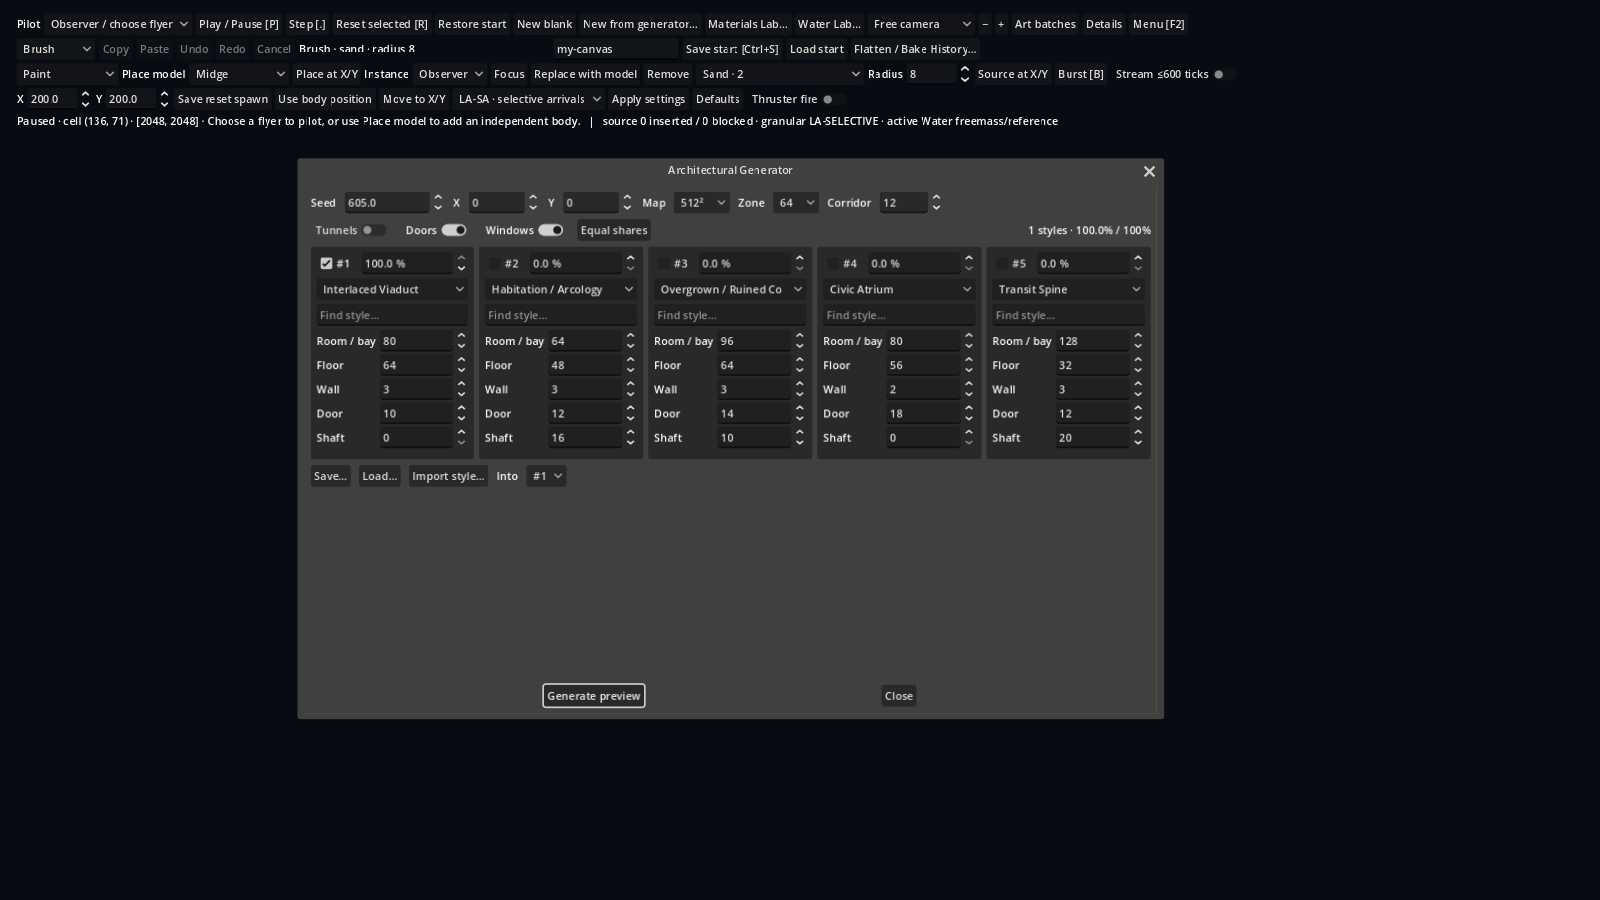 Pilot Observer / choose flyer Play / Pause [P] Step [.] Reset selected [R] Restore start New blank New from generator... Materials Lab... Water Lab... Free camera − + Art batches Details Menu [F2]
Brush Copy Paste Undo Redo Cancel Brush · sand · radius 8 my-canvas Save start [Ctrl+S] Load start Flatten / Bake History...
Paint Place model Midge Place at X/Y Instance Observer Focus Replace with model Remove Sand · 2 Radius 8 Source at X/Y Burst [B] Stream ≤600 ticks
X 200.0 Y 200.0 Save reset spawn Use body position Move to X/Y LA-SA · selective arrivals Apply settings Defaults Thruster fire
Paused · cell (136, 71) · [2048, 2048] · Choose a flyer to pilot, or use Place model to add an independent body. | source 0 inserted / 0 blocked · granular LA-SELECTIVE · active Water freemass/reference
Architectural Generator
Seed 605.0 X 0 Y 0 Map 512² Zone 64 Corridor 12
Tunnels Doors Windows Equal shares 1 styles · 100.0% / 100%
#1 100.0 % #2 0.0 % #3 0.0 % #4 0.0 % #5 0.0 %
Interlaced Viaduct Habitation / Arcology Overgrown / Ruined Co Civic Atrium Transit Spine
Find style... Find style... Find style... Find style... Find style...
Room / bay 80 Room / bay 64 Room / bay 96 Room / bay 80 Room / bay 128
Floor 64 Floor 48 Floor 64 Floor 56 Floor 32
Wall 3 Wall 3 Wall 3 Wall 2 Wall 3
Door 10 Door 12 Door 14 Door 18 Door 12
Shaft 0 Shaft 16 Shaft 10 Shaft 0 Shaft 20
Save... Load... Import style... Into #1
Generate preview Close